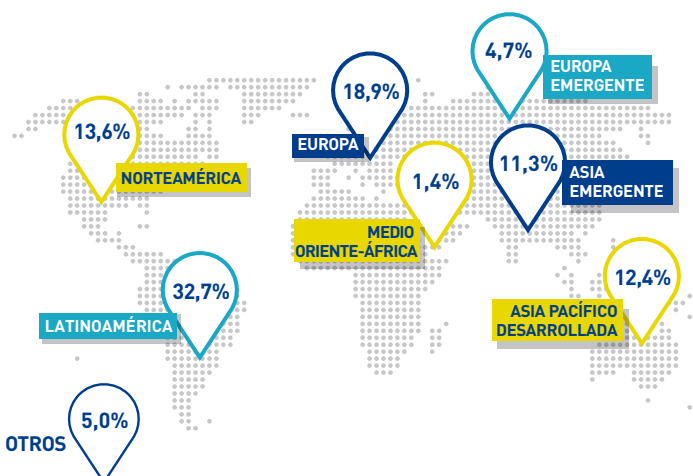 4,7%
EUROPA
EMERGENTE
18,9%
EUROPA
13,6%
NORTEAMÉRICA
1,4%
MEDIO
ORIENTE-ÁFRICA
11,3%
ASIA
EMERGENTE
32,7%
LATINOAMÉRICA
12,4%
ASIA PACÍFICO
DESARROLLADA
5,0%
OTROS